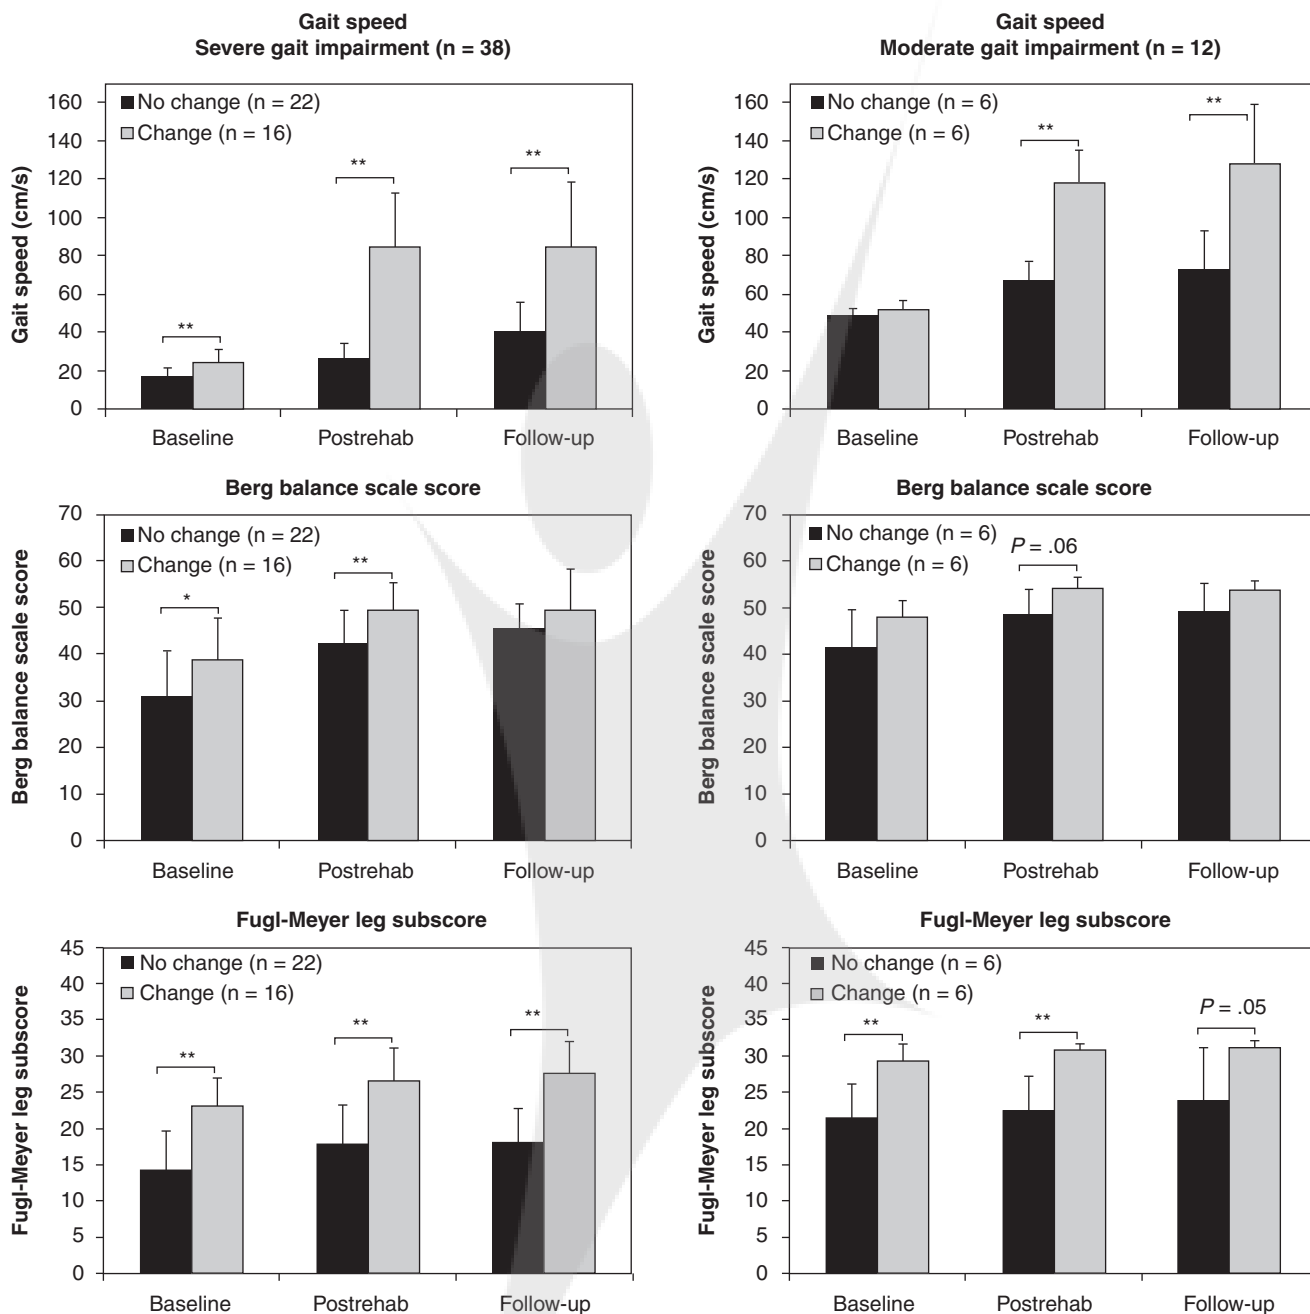 Gait speed
Severe gait impairment (n = 38)
Gait speed (cm/s)
160
140
120
100
80
60
40
20
0
No change (n = 22)
Change (n = 16)
**
**
**
Baseline Postrehab Follow-up
Gait speed
Moderate gait impairment (n = 12)
Gait speed (cm/s)
160
140
120
100
80
60
40
20
0
No change (n = 6)
Change (n = 6)
**
**
Baseline Postrehab Follow-up
Berg balance scale score
Berg balance scale score
70
60
50
40
30
20
10
0
No change (n = 22)
Change (n = 16)
*
**
Baseline Postrehab Follow-up
Berg balance scale score
Berg balance scale score
70
60
50
40
30
20
10
0
No change (n = 6)
Change (n = 6)
P = .06
Baseline Postrehab Follow-up
Fugl-Meyer leg subscore
Fugl-Meyer leg subscore
45
40
35
30
25
20
15
10
5
0
No change (n = 22)
Change (n = 16)
**
**
**
Baseline Postrehab Follow-up
Fugl-Meyer leg subscore
Fugl-Meyer leg subscore
45
40
35
30
25
20
15
10
5
0
No change (n = 6)
Change (n = 6)
**
**
P = .05
Baseline Postrehab Follow-up